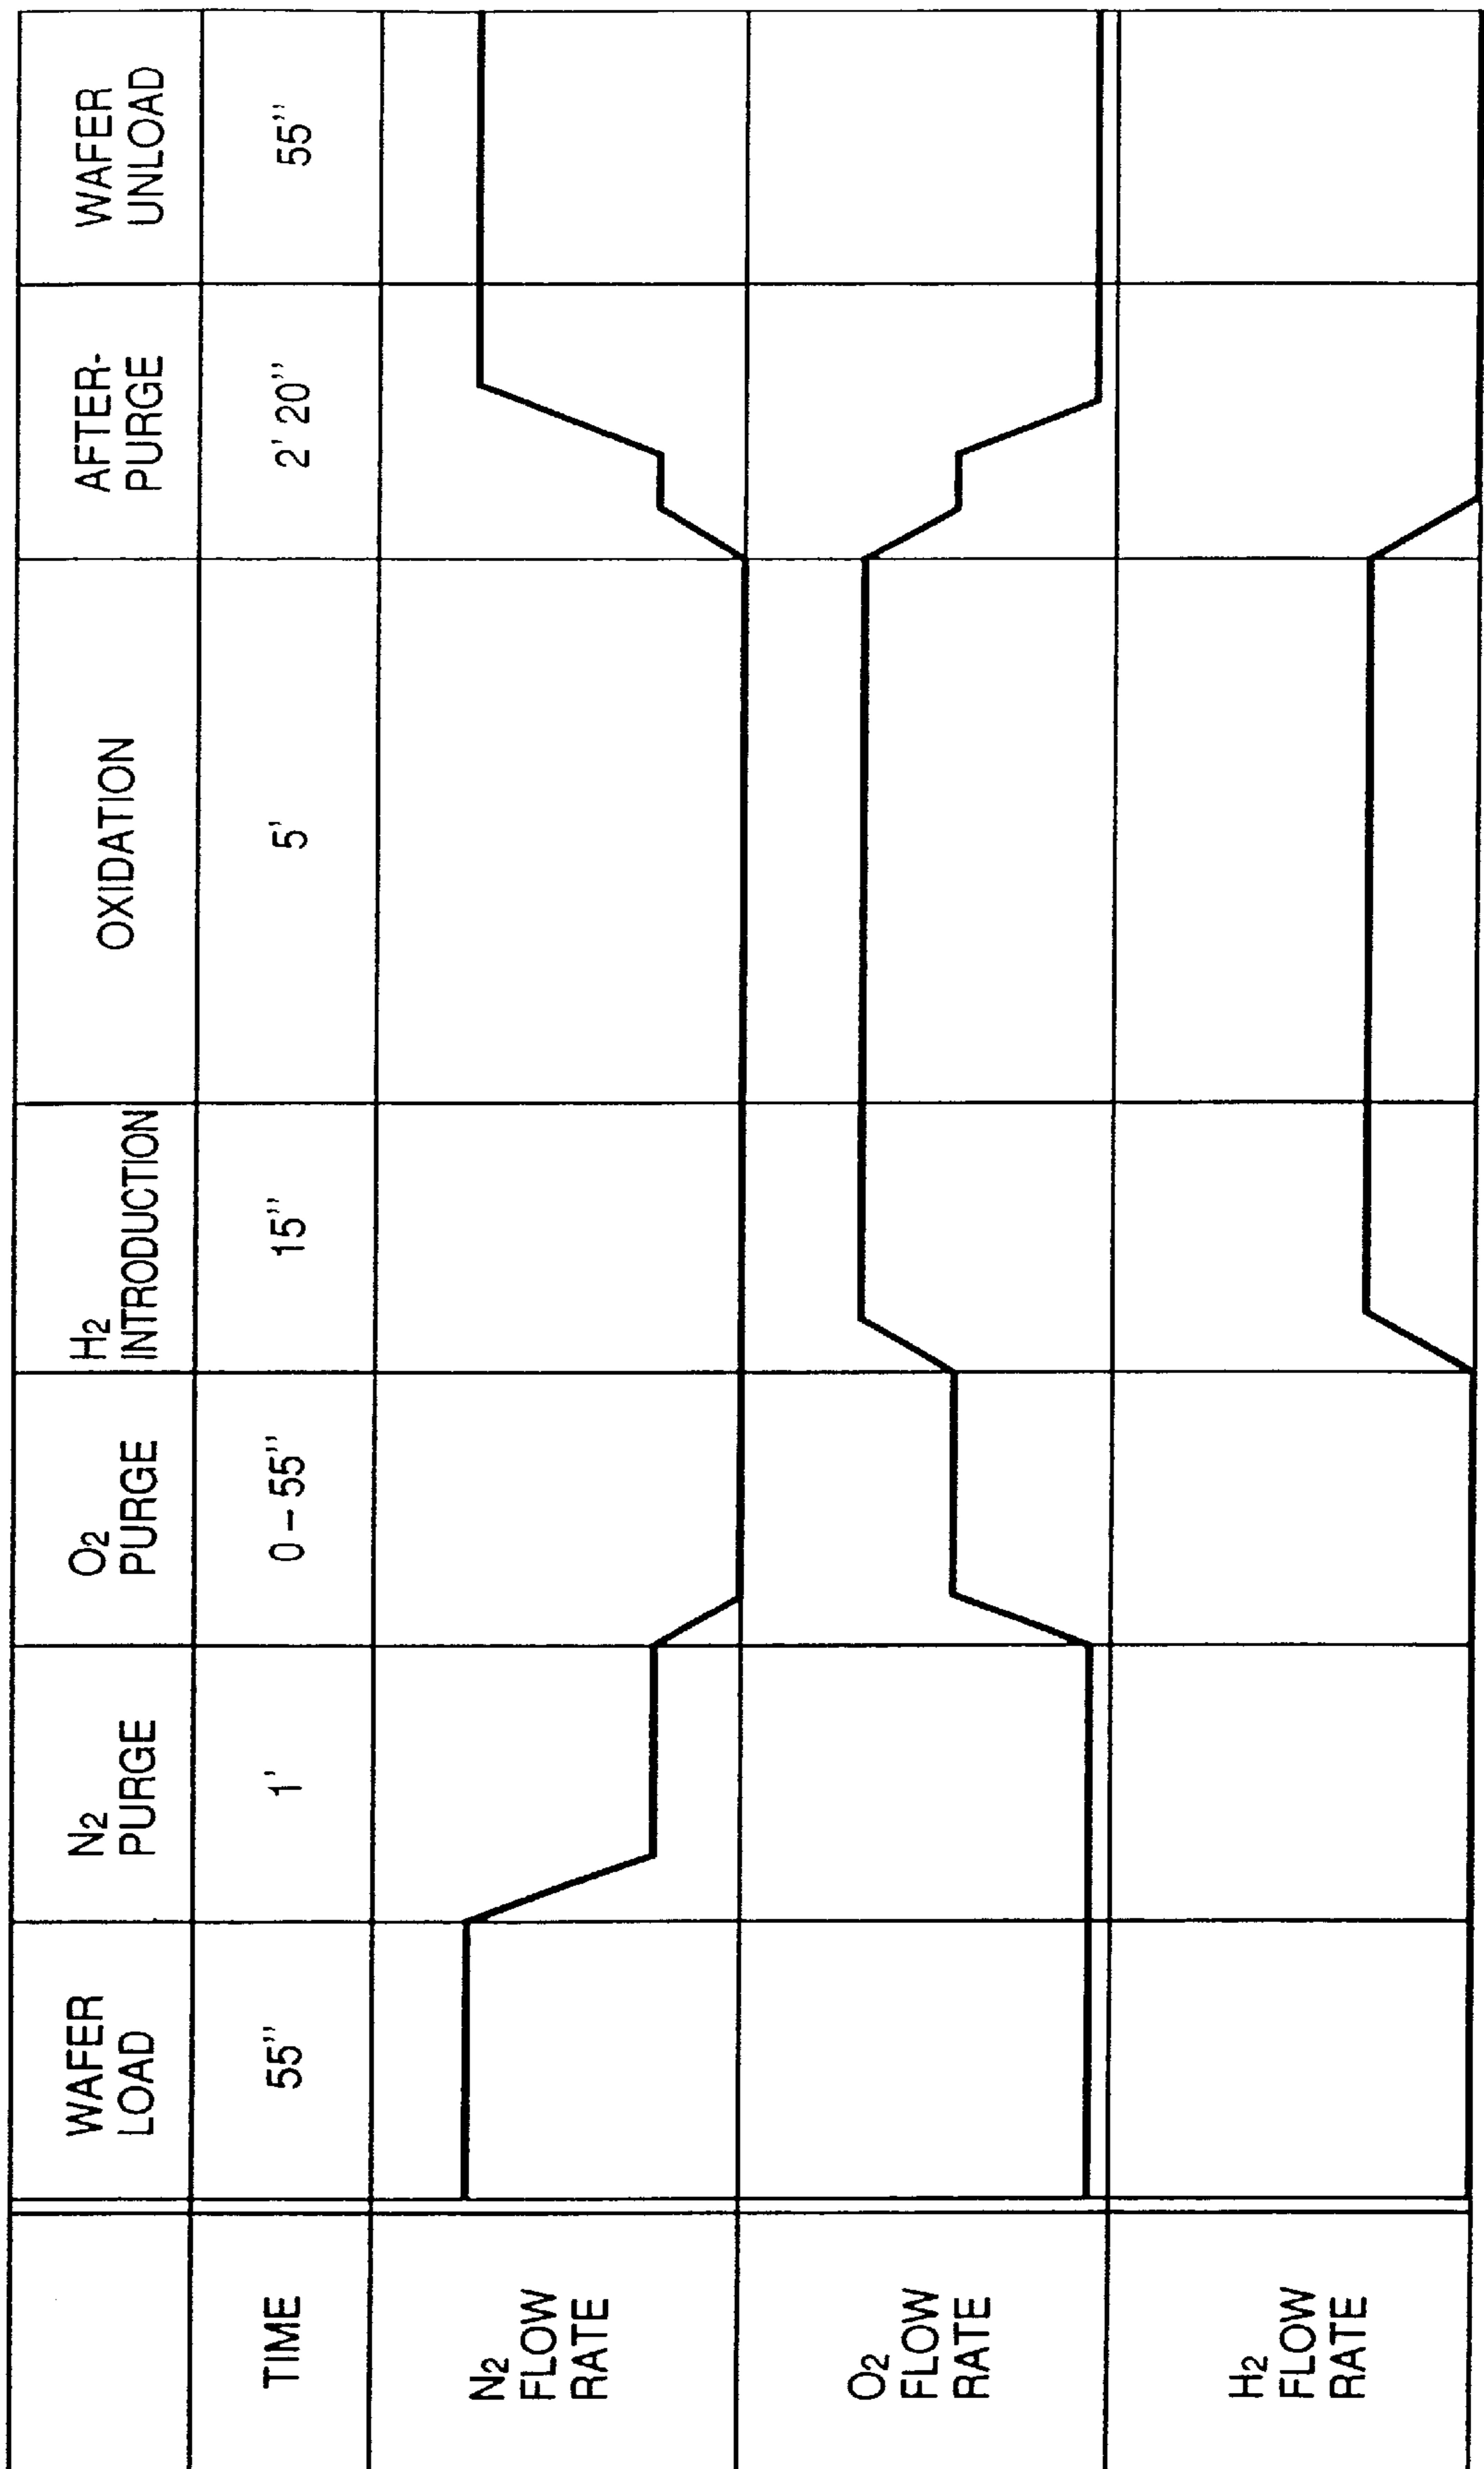 WAFER
LOAD
N2
PURGE
O2
PURGE
H2
INTRODUCTION
OXIDATION
AFTER-
PURGE
WAFER
UNLOAD
TIME
55"
1'
0–55"
15"
5'
2' 20"
55"
N2
FLOW
RATE
O2
FLOW
RATE
H2
FLOW
RATE